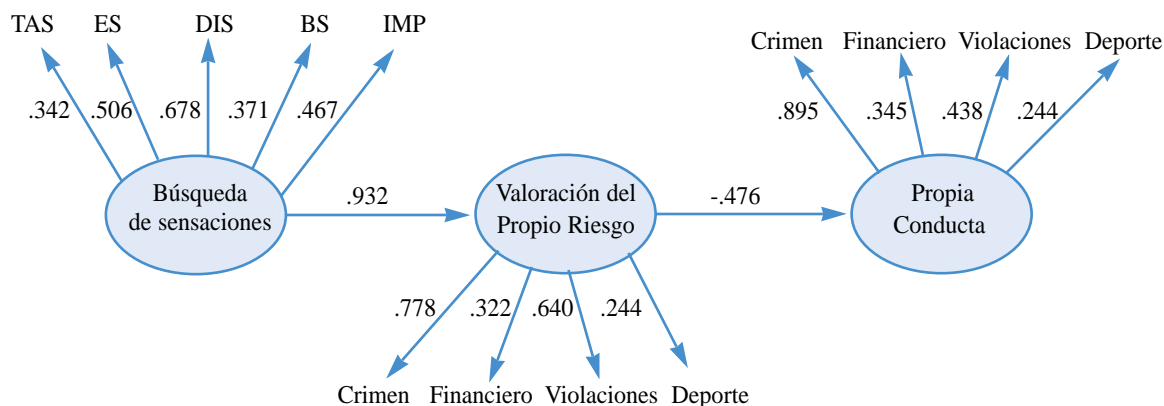 TAS ES DIS BS IMP
Crimen Financiero Violaciones Deporte
.342 .506 .678 .371 .467
.895 .345 .438 .244
Búsqueda
de sensaciones
.932
Valoración del
Propio Riesgo
-.476
Propia
Conducta
.778 .322 .640 .244
Crimen Financiero Violaciones Deporte